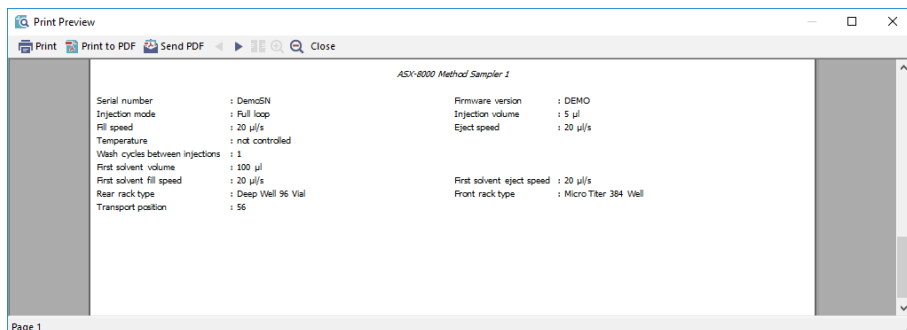 Print Preview
Print Print to PDF Send PDF Close
ASX-8000 Method Sampler 1
Serial number : DemoSN Firmware version : DEMO
Injection mode : Full loop Injection volume : 5 µl
Fill speed : 20 µl/s Eject speed : 20 µl/s
Temperature : not controlled
Wash cycles between injections : 1
First solvent volume : 100 µl
First solvent fill speed : 20 µl/s First solvent eject speed : 20 µl/s
Rear rack type : Deep Well 96 Vial Front rack type : Micro Titer 384 Well
Transport position : 56
Page 1